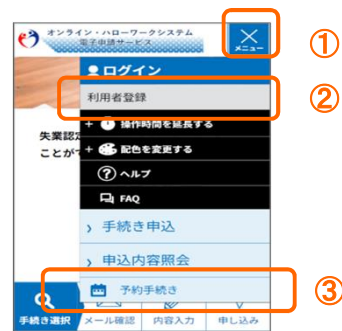 オンライン・ハローワークシステム
電子申請サービス
メニュー
①
ログイン
利用者登録
②
失業認定
ことがで
+ 操作時間を延長する
+ 配色を変更する
ヘルプ
FAQ
手続き申込
申込内容照会
予約手続き
③
手続き選択
メール確認
内容入力
申し込み